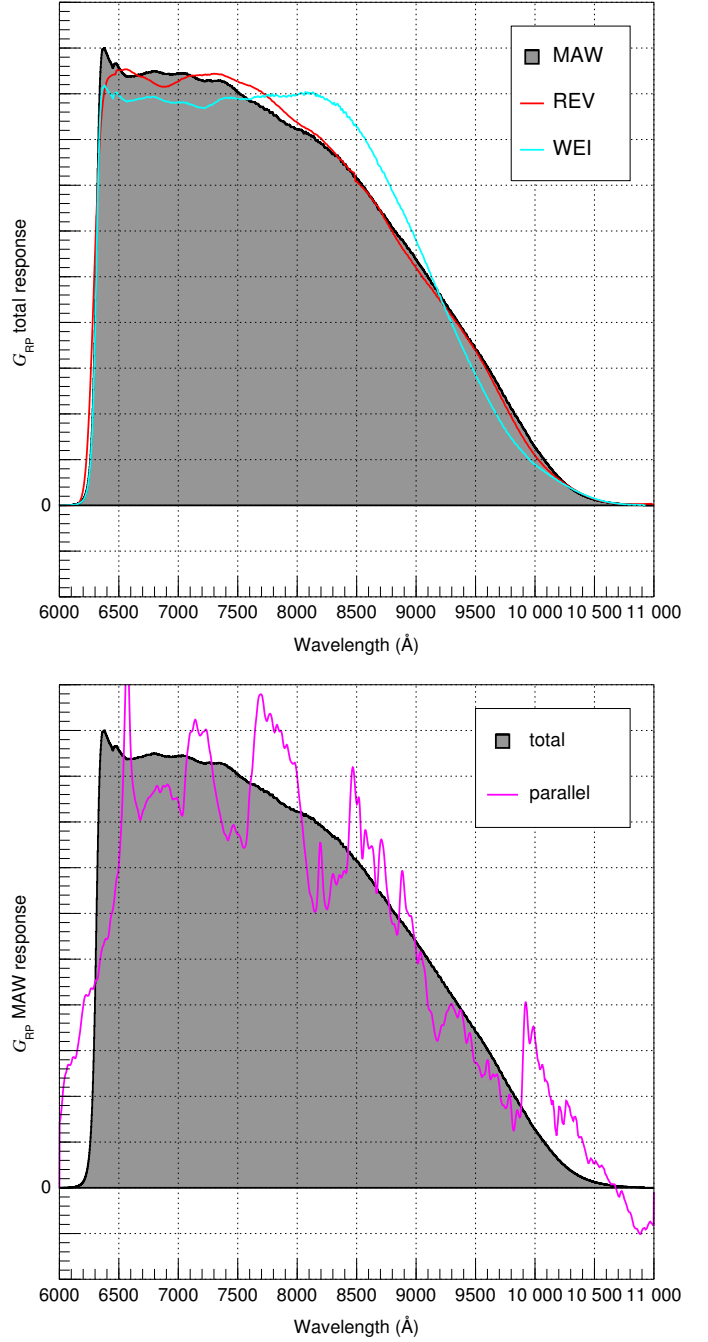 MAW
REV
WEI
G_RP total response
0
6000 6500 7000 7500 8000 8500 9000 9500 10 000 10 500 11 000
Wavelength (Å)
total
parallel
G_RP MAW response
0
6000 6500 7000 7500 8000 8500 9000 9500 10 000 10 500 11 000
Wavelength (Å)